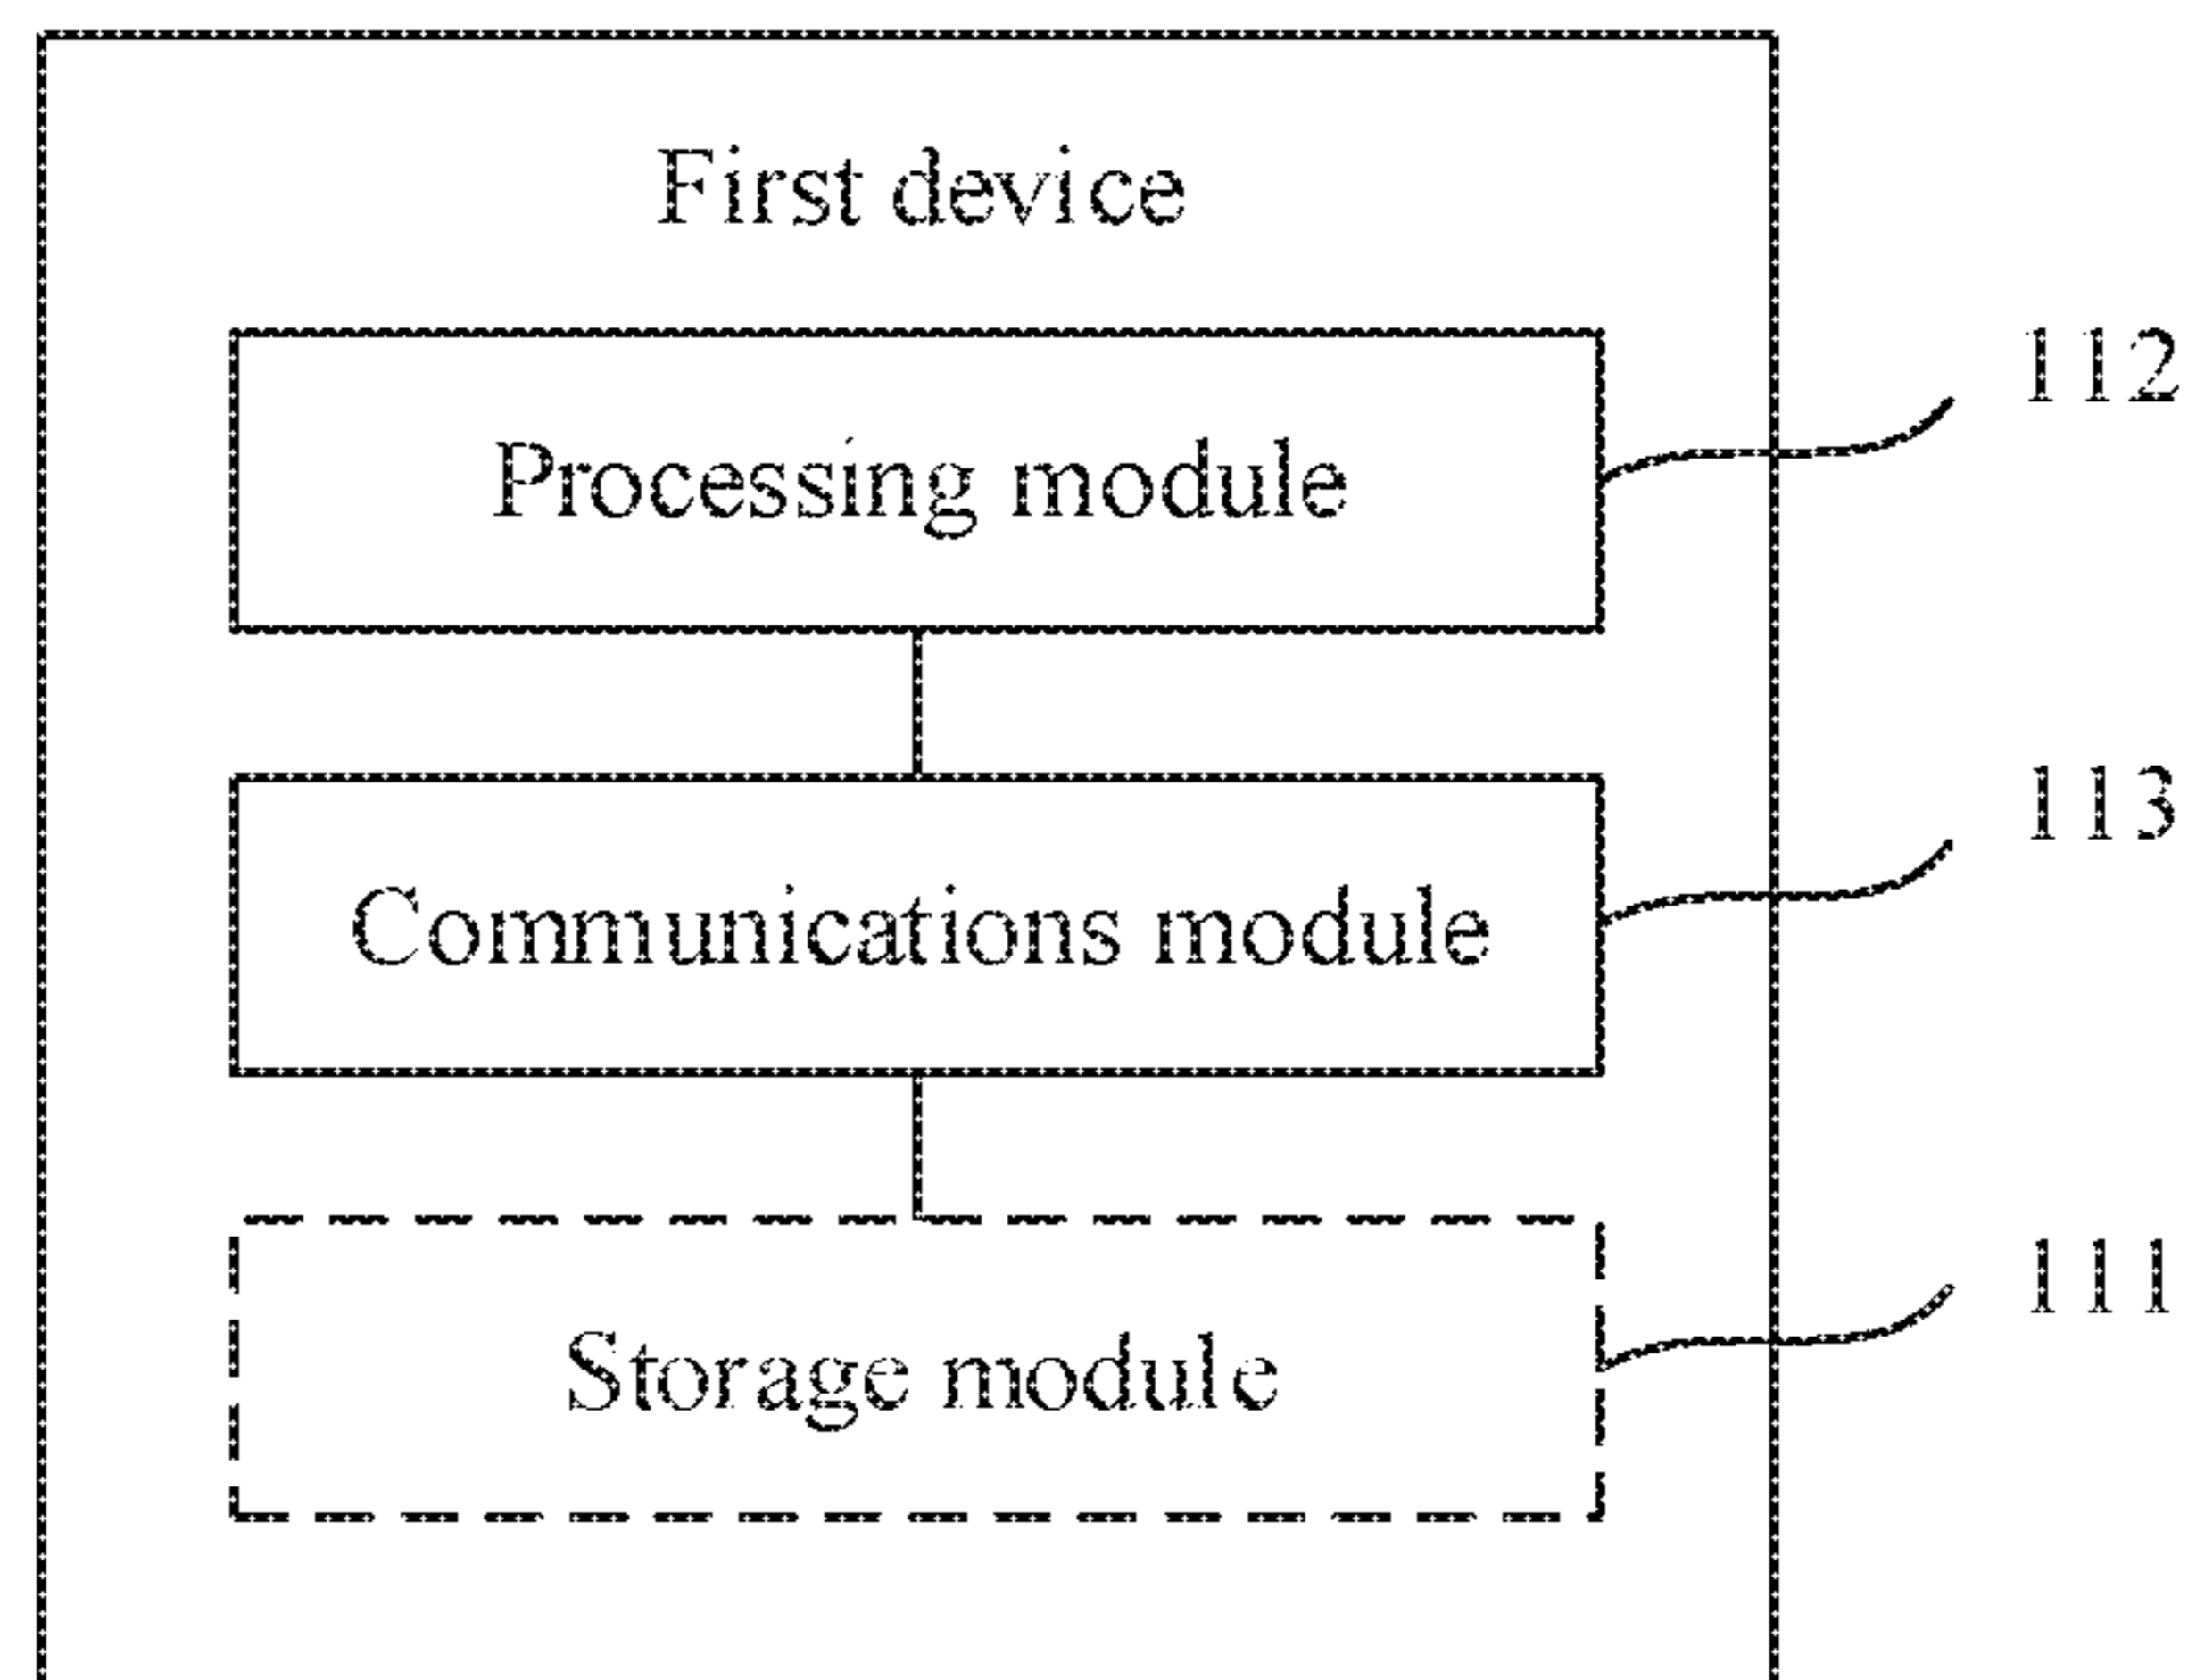 First device
112
Processing module
113
Communications module
111
Storage module